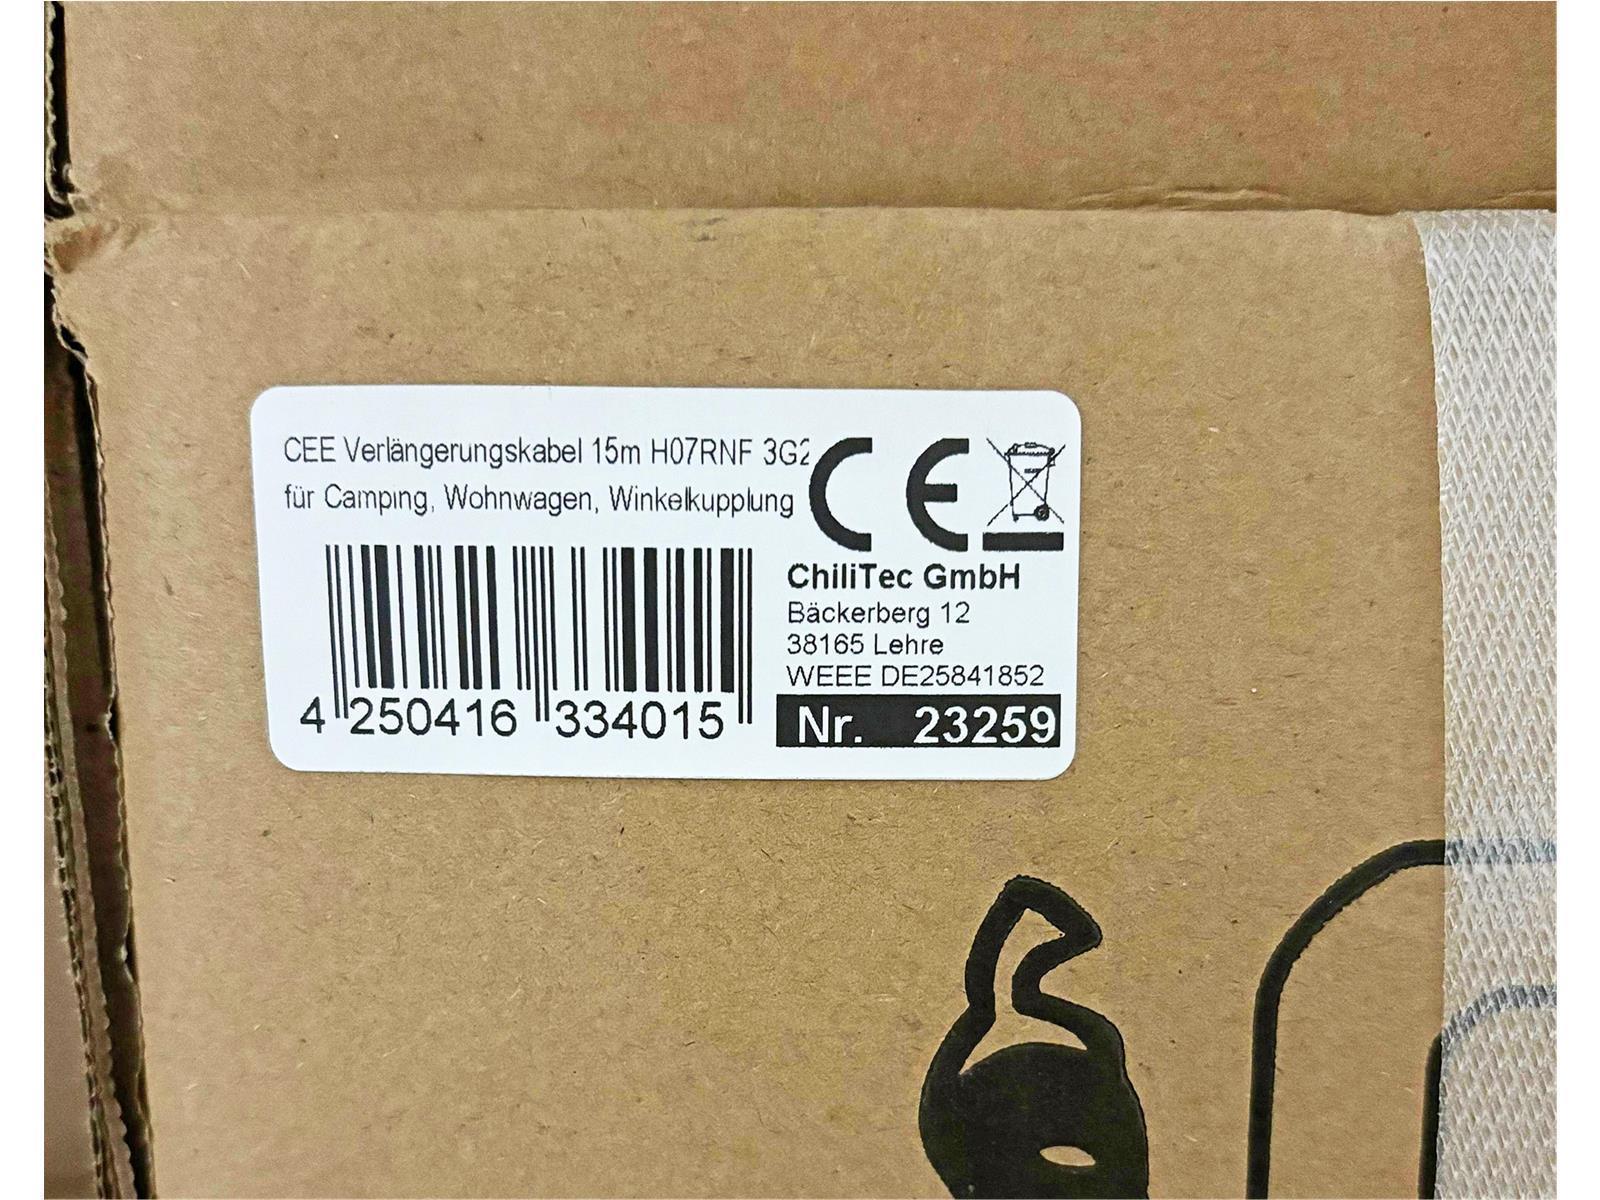 CEE Verlängerungskabel 15m H07RNF 3G2
für Camping, Wohnwagen, Winkelkupplung
CE
ChiliTec GmbH
Bäckerberg 12
38165 Lehre
WEEE DE25841852
4 250416 334015
Nr. 23259